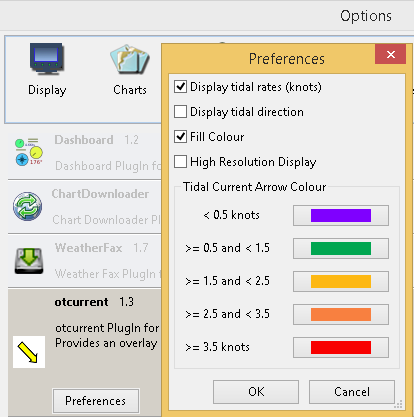 Options
Display
Charts
Preferences
Display tidal rates (knots)
Display tidal direction
Fill Colour
High Resolution Display
Tidal Current Arrow Colour
< 0.5 knots
>= 0.5 and < 1.5
>= 1.5 and < 2.5
>= 2.5 and < 3.5
>= 3.5 knots
OK
Cancel
Dashboard 1.2
Dashboard PlugIn for
ChartDownloader
Chart Downloader Pl
WeatherFax 1.7
Weather Fax PlugIn f
otcurrent 1.3
otcurrent PlugIn for
Provides an overlay
Preferences